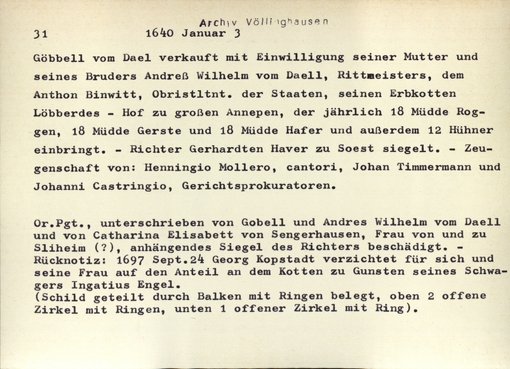 Archiv Völlinghausen
31 1640 Januar 3
Göbbell vom Dael verkauft mit Einwilligung seiner Mutter und
seines Bruders Andreß Wilhelm vom Daell, Rittmeisters, dem
Anthon Binwitt, Obristltnt. der Staaten, seinen Erbkotten
Löbberdes - Hof zu großen Annepen, der jährlich 18 Müdde Rog-
gen, 18 Müdde Gerste und 18 Müdde Hafer und außerdem 12 Hühner
einbringt. - Richter Gerhardten Haver zu Soest siegelt. - Zeu-
genschaft von: Henningio Mollero, cantori, Johan Timmermann und
Johanni Castringio, Gerichtsprokuratoren.
Or.Pgt., unterschrieben von Gobell und Andres Wilhelm vom Daell
und von Catharina Elisabett von Sengerhausen, Frau von und zu
Sliheim (?), anhängendes Siegel des Richters beschädigt. -
Rücknotiz: 1697 Sept.24 Georg Kopstadt verzichtet für sich und
seine Frau auf den Anteil an dem Kotten zu Gunsten seines Schwa-
gers Ingatius Engel.
(Schild geteilt durch Balken mit Ringen belegt, oben 2 offene
Zirkel mit Ringen, unten 1 offener Zirkel mit Ring).